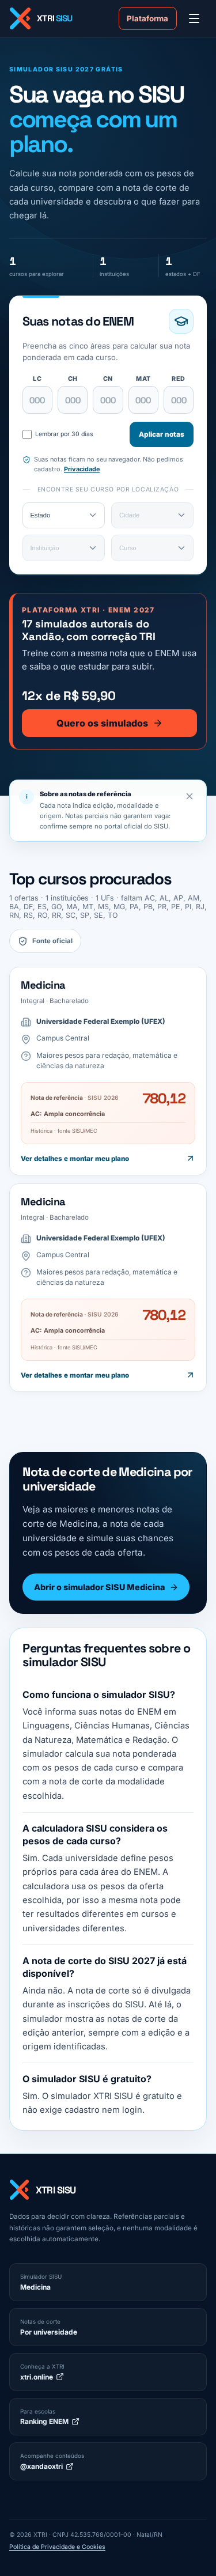 XTRI SISU
Plataforma
SIMULADOR SISU 2027 GRÁTIS
Sua vaga no SISU
começa com um
plano.
Calcule sua nota ponderada com os pesos
de cada curso, compare com a nota de corte
da cada universidade e descubra o que fazer para
chegar lá.
1
cursos para explorar
1
instituições
1
estados + DF
Suas notas do ENEM
Preencha as cinco áreas para calcular sua nota
ponderada em cada curso.
LC
CH
CN
MAT
RED
000
000
000
000
000
Lembrar por 30 dias
Aplicar notas
Suas notas ficam no seu navegador. Não pedimos
cadastro. Privacidade
ENCONTRE SEU CURSO POR LOCALIZAÇÃO
Estado
Cidade
Instituição
Curso
PLATAFORMA XTRI · ENEM 2027
17 simulados autorais do
Xandão, com correção TRI
Treine com a mesma nota que o ENEM usa
e saiba o que estudar para subir.
12x de R$ 59,90
Quero os simulados →
i
Sobre as notas de referência
Cada nota indica edição, modalidade e
origem. Notas parciais não garantem vaga:
confirme sempre no portal oficial do SISU.
Top cursos procurados
1 ofertas · 1 instituições · 1 UFs · faltam AC, AL, AP, AM,
BA, DF, ES, GO, MA, MT, MS, MG, PA, PB, PR, PE, PI, RJ,
RN, RS, RO, RR, SC, SP, SE, TO
Fonte oficial
Medicina
Integral · Bacharelado
Universidade Federal Exemplo (UFEX)
Campus Central
Maiores pesos para redação, matemática e
ciências da natureza
Nota de referência · SISU 2026
780,12
AC: Ampla concorrência
Histórica · fonte SISU/MEC
Ver detalhes e montar meu plano
Medicina
Integral · Bacharelado
Universidade Federal Exemplo (UFEX)
Campus Central
Maiores pesos para redação, matemática e
ciências da natureza
Nota de referência · SISU 2026
780,12
AC: Ampla concorrência
Histórica · fonte SISU/MEC
Ver detalhes e montar meu plano
Nota de corte de Medicina por
universidade
Veja as maiores e menores notas de
corte de Medicina, a nota de cada
universidade e simule suas chances
com os pesos de cada oferta.
Abrir o simulador SISU Medicina →
Perguntas frequentes sobre o
simulador SISU
Como funciona o simulador SISU?
Você informa suas notas do ENEM em
Linguagens, Ciências Humanas, Ciências
da Natureza, Matemática e Redação. O
simulador calcula sua nota ponderada
com os pesos de cada curso e compara
com a nota de corte da modalidade
escolhida.
A calculadora SISU considera os
pesos de cada curso?
Sim. Cada universidade define pesos
próprios para cada área do ENEM. A
calculadora usa os pesos da oferta
escolhida, por isso a mesma nota pode
ter resultados diferentes em cursos e
universidades diferentes.
A nota de corte do SISU 2027 já está
disponível?
Ainda não. A nota de corte só é divulgada
durante as inscrições do SISU. Até lá, o
simulador mostra as notas de corte da
edição anterior, sempre com a edição e a
origem identificadas.
O simulador SISU é gratuito?
Sim. O simulador XTRI SISU é gratuito e
não exige cadastro nem login.
XTRI SISU
Dados para decidir com clareza. Referências parciais e
históricas não garantem seleção, e nenhuma modalidade é
escolhida automaticamente.
Simulador SISU
Medicina
Notas de corte
Por universidade
Conheça a XTRI
xtri.online
Para escolas
Ranking ENEM
Acompanhe conteúdos
@xandaoxtri
© 2026 XTRI · CNPJ 42.535.768/0001-00 · Natal/RN
Política de Privacidade e Cookies